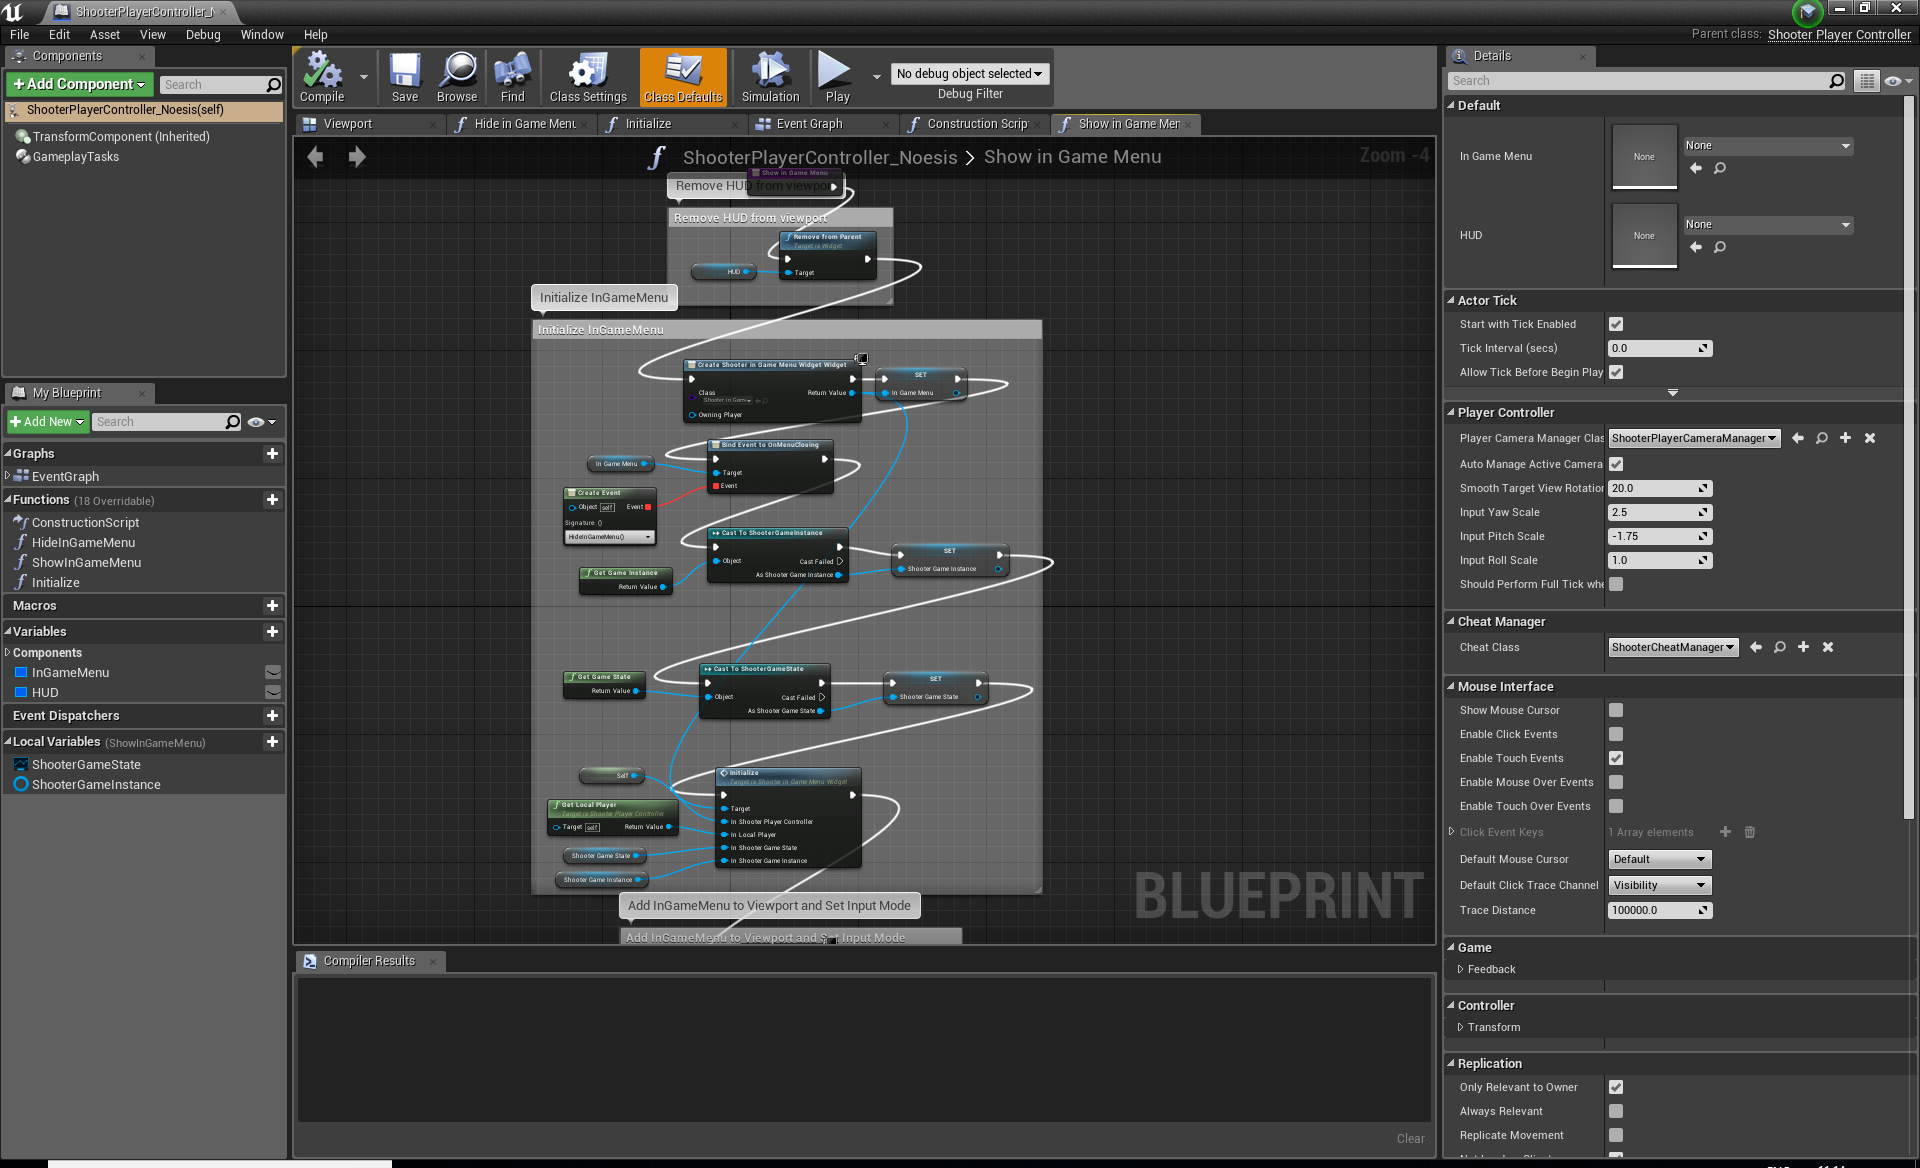 ShooterPlayerController_N
File Edit Asset View Debug Window Help
Parent class: Shooter Player Controller
Components
+ Add Component
Search
ShooterPlayerController_Noesis(self)
TransformComponent (Inherited)
GameplayTasks
My Blueprint
+ Add New
Search
Graphs
EventGraph
Functions (18 Overridable)
ConstructionScript
HideInGameMenu
ShowInGameMenu
Initialize
Macros
Variables
Components
InGameMenu
HUD
Event Dispatchers
Local Variables (ShowInGameMenu)
ShooterGameState
ShooterGameInstance
Compile Save Browse Find Class Settings Class Defaults Simulation Play
No debug object selected
Debug Filter
Viewport Hide in Game Menu Initialize Event Graph Construction Scrip Show in Game Mer
ShooterPlayerController_Noesis > Show in Game Menu
Zoom -4
Show in Game Menu
Remove HUD from viewport
Remove HUD from viewport
Remove from Parent
Target is Widget
HUD
Target
Initialize InGameMenu
Initialize InGameMenu
Create Shooter in Game Menu Widget Widget
Class
Shooter in Gam
Return Value
Owning Player
SET
In Game Menu
Bind Event to OnMenuClosing
In Game Menu
Target
Event
Create Event
Object self Event
Signature ()
HideInGameMenu()
Cast To ShooterGameInstance
Object
Cast Failed
As Shooter Game Instance
SET
Shooter Game Instance
Get Game Instance
Return Value
Cast To ShooterGameState
Object
Cast Failed
As Shooter Game State
SET
Shooter Game State
Get Game State
Return Value
Self
Initialize
Target is Shooter in Game Menu Widget
Target
In Shooter Player Controller
In Local Player
In Shooter Game State
In Shooter Game Instance
Get Local Player
Target is Shooter Player Controller
Target self Return Value
Shooter Game State
Shooter Game Instance
Add InGameMenu to Viewport and Set Input Mode
Add InGameMenu to Viewport and Set Input Mode
BLUEPRINT
Compiler Results
Clear
Details
Search
Default
In Game Menu
None
None
HUD
None
None
Actor Tick
Start with Tick Enabled
Tick Interval (secs) 0.0
Allow Tick Before Begin Play
Player Controller
Player Camera Manager Clas ShooterPlayerCameraManager
Auto Manage Active Camera
Smooth Target View Rotation 20.0
Input Yaw Scale 2.5
Input Pitch Scale -1.75
Input Roll Scale 1.0
Should Perform Full Tick whe
Cheat Manager
Cheat Class ShooterCheatManager
Mouse Interface
Show Mouse Cursor
Enable Click Events
Enable Touch Events
Enable Mouse Over Events
Enable Touch Over Events
Click Event Keys 1 Array elements
Default Mouse Cursor Default
Default Click Trace Channel Visibility
Trace Distance 100000.0
Game
Feedback
Controller
Transform
Replication
Only Relevant to Owner
Always Relevant
Replicate Movement